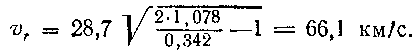 v_r = 28,7 √(2·1,078/0,342 − 1) = 66,1 км/с.